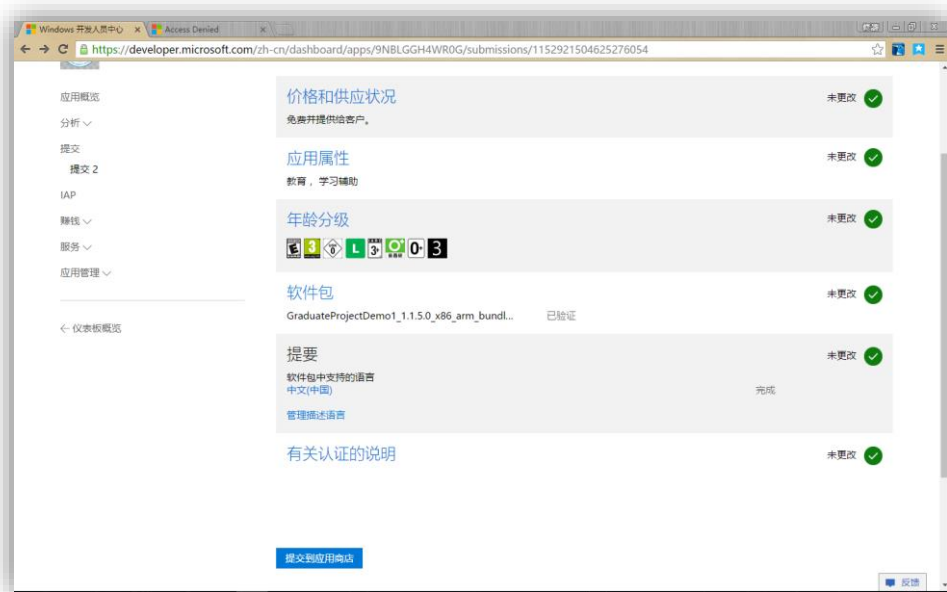 Windows 开发人员中心
Access Denied
https://developer.microsoft.com/zh-cn/dashboard/apps/9NBLGGH4WR0G/submissions/1152921504625276054
应用概览
分析
提交
提交 2
IAP
赚钱
服务
应用管理
← 仪表板概览
价格和供应状况
未更改
免费并提供给客户。
应用属性
未更改
教育，学习辅助
年龄分级
未更改
E 3 0 L 3+ 0+ 3
软件包
未更改
GraduateProjectDemo1_1.1.5.0_x86_arm_bundl...
已验证
提要
未更改
软件包中支持的语言
中文(中国)
完成
管理描述语言
有关认证的说明
未更改
提交到应用商店
反馈